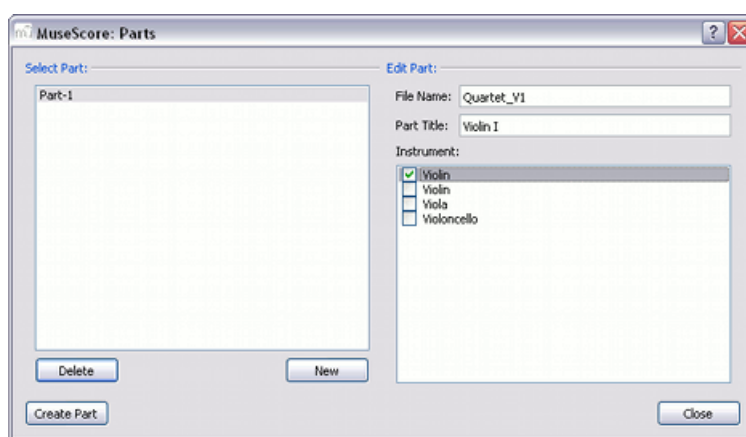 MuseScore: Parts
Select Part:
Part-1
Delete
New
Create Part
Edit Part:
File Name: Quartet_V1
Part Title: Violin I
Instrument:
Violin
Violin
Viola
Violoncello
Close